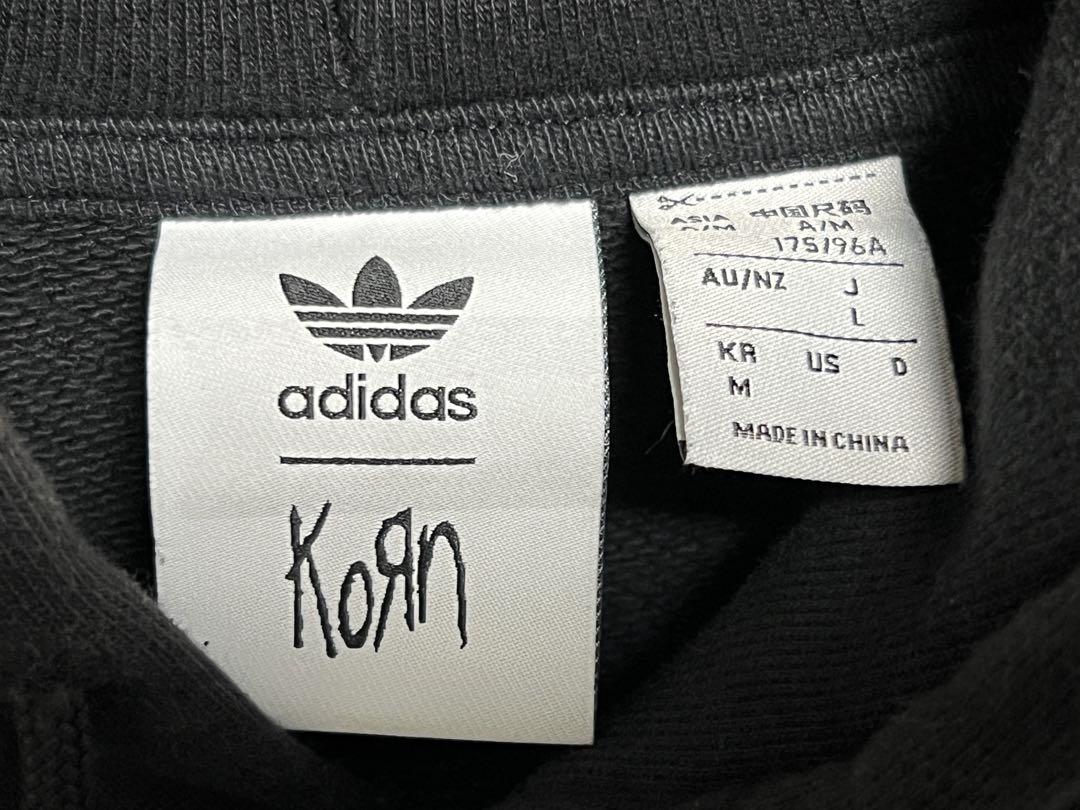 adidas
KoЯn
ASIA 中国尺码
A/M A/M
175/96A
AU/NZ J
L
KR US D
M
MADE IN CHINA